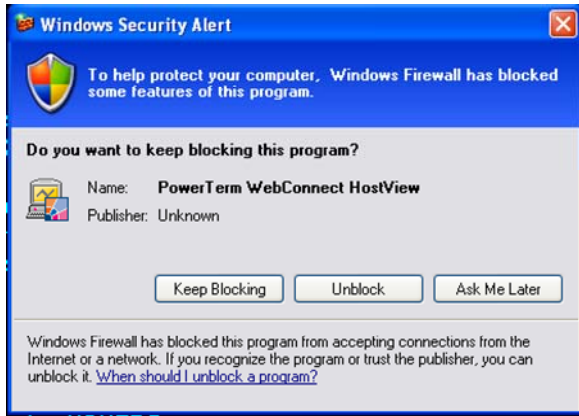 Windows Security Alert
To help protect your computer, Windows Firewall has blocked
some features of this program.
Do you want to keep blocking this program?
Name: PowerTerm WebConnect HostView
Publisher: Unknown
Keep Blocking Unblock Ask Me Later
Windows Firewall has blocked this program from accepting connections from the
Internet or a network. If you recognize the program or trust the publisher, you can
unblock it. When should I unblock a program?